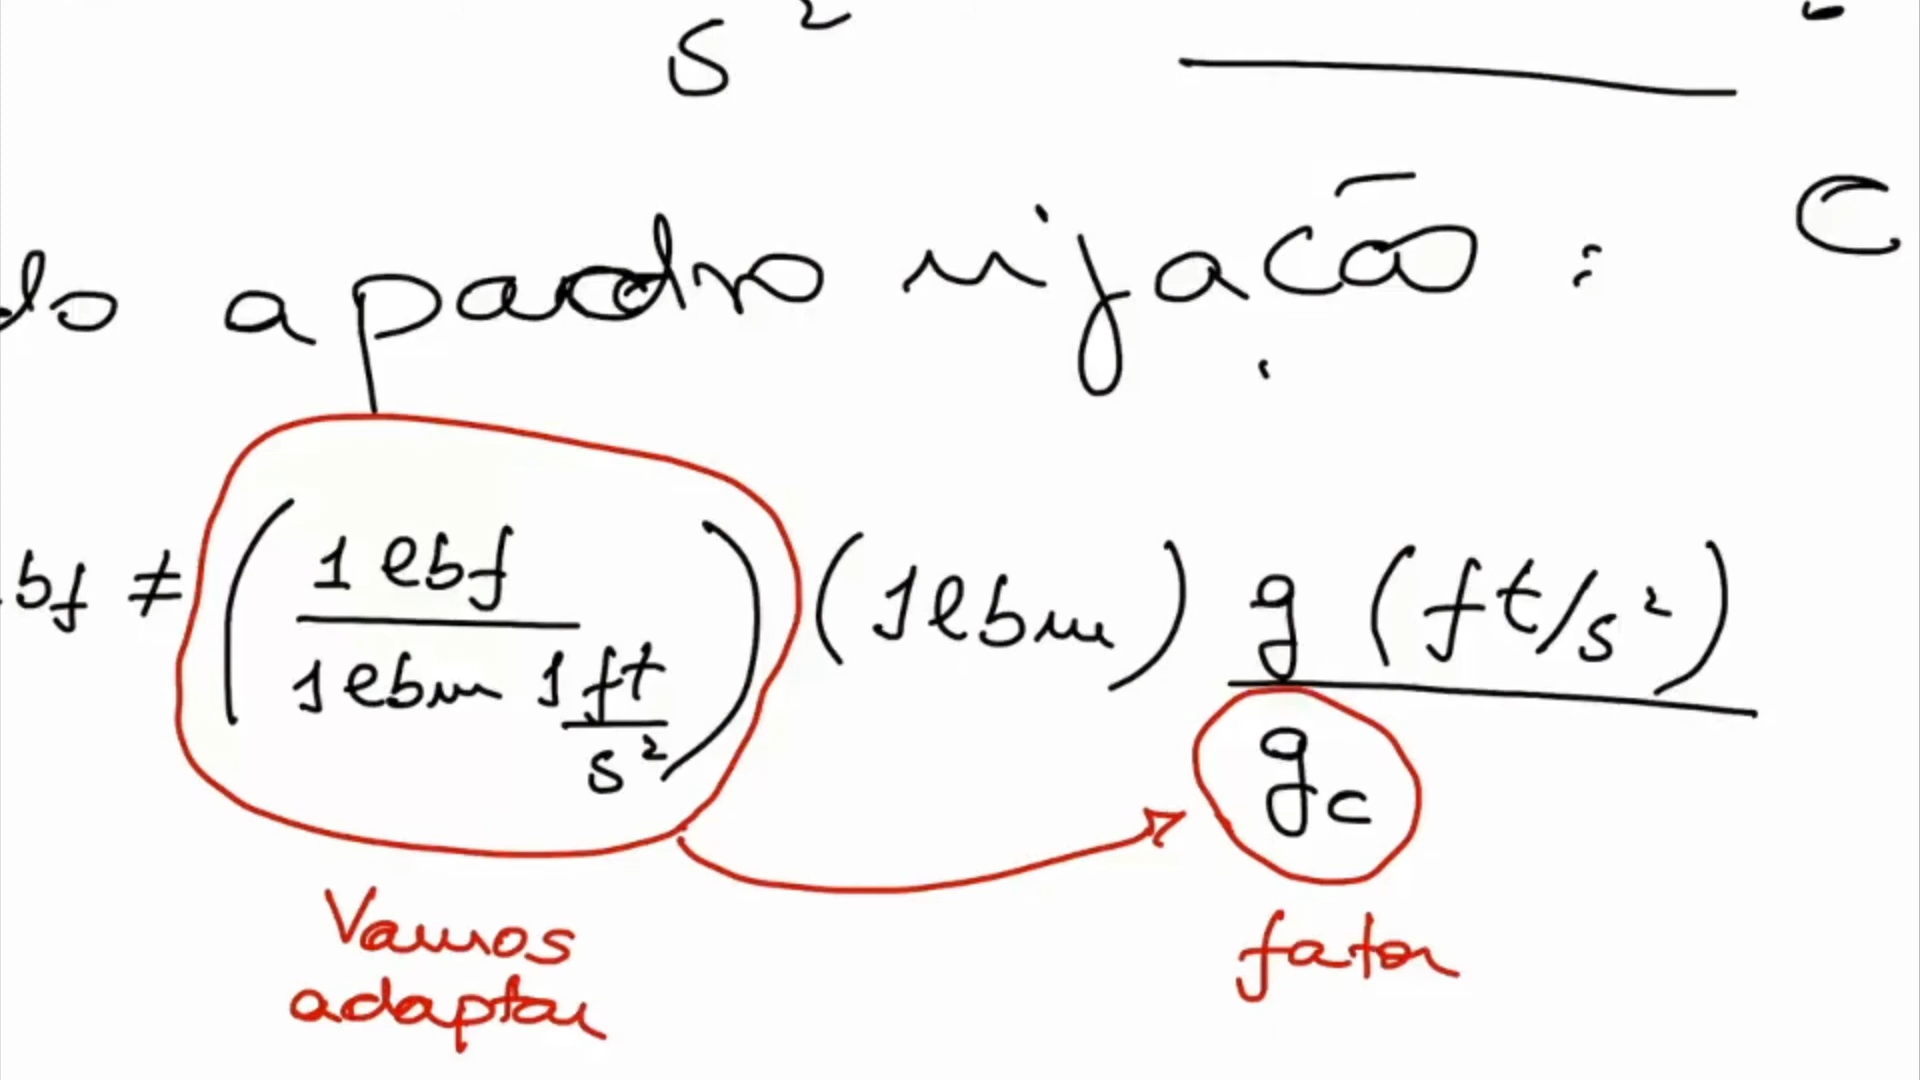 s²
do a padronização : C
bf ≠ (1 lbf / 1 lbm 1 ft/s²) (1 lbm) g (ft/s²) / gc
Vamos adaptar
fator